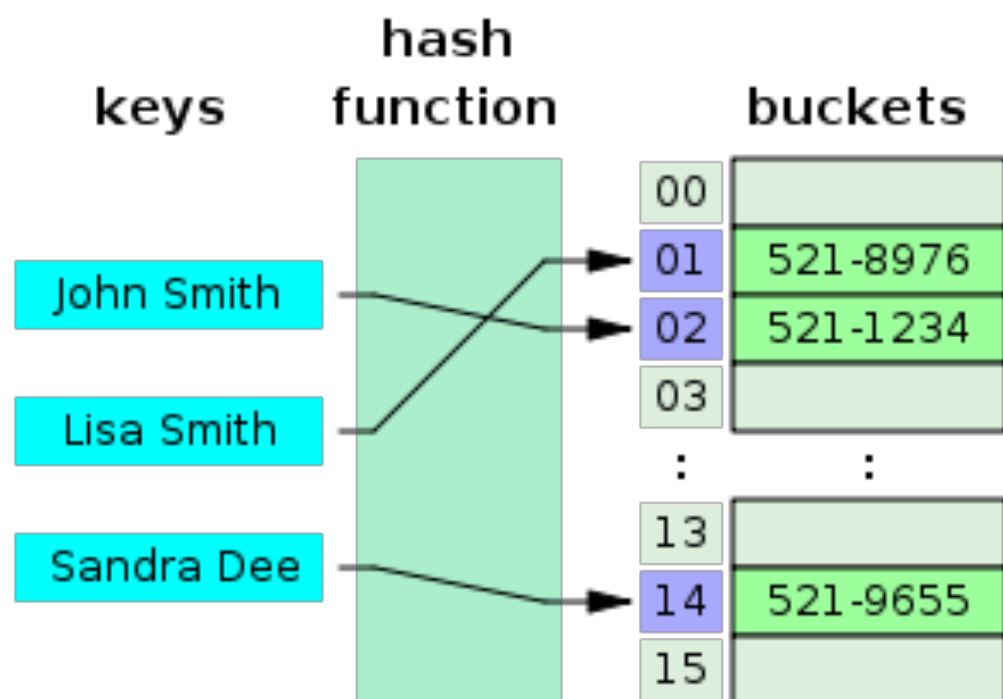 hash
keys function buckets
00
01 521-8976
John Smith
02 521-1234
03
Lisa Smith
: :
13
Sandra Dee
14 521-9655
15